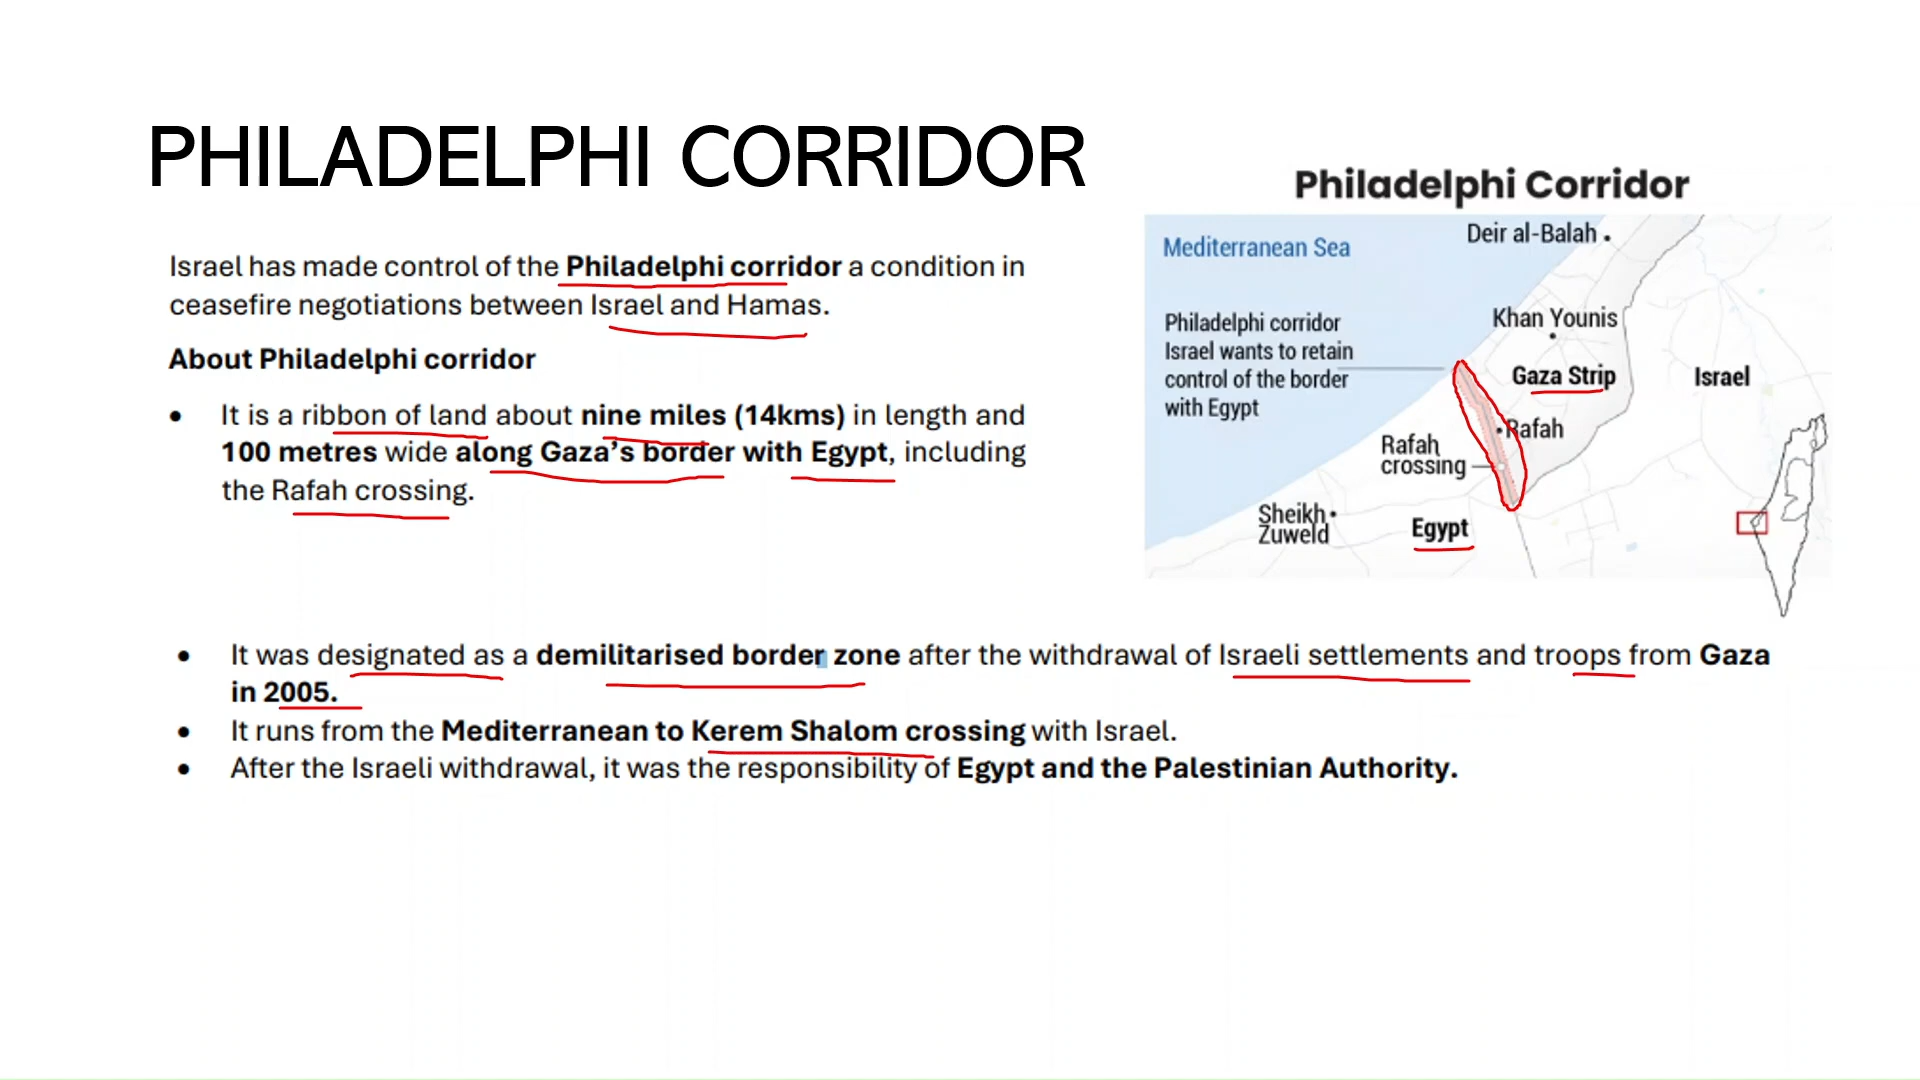 PHILADELPHI CORRIDOR
Israel has made control of the Philadelphi corridor a condition in
ceasefire negotiations between Israel and Hamas.
About Philadelphi corridor
• It is a ribbon of land about nine miles (14kms) in length and
100 metres wide along Gaza’s border with Egypt, including
the Rafah crossing.
Philadelphi Corridor
Mediterranean Sea
Deir al-Balah
Khan Younis
Philadelphi corridor
Israel wants to retain
control of the border
with Egypt
Gaza Strip
Israel
Rafah
Rafah
crossing
Sheikh
Zuweld
Egypt
• It was designated as a demilitarised border zone after the withdrawal of Israeli settlements and troops from Gaza
in 2005.
• It runs from the Mediterranean to Kerem Shalom crossing with Israel.
• After the Israeli withdrawal, it was the responsibility of Egypt and the Palestinian Authority.